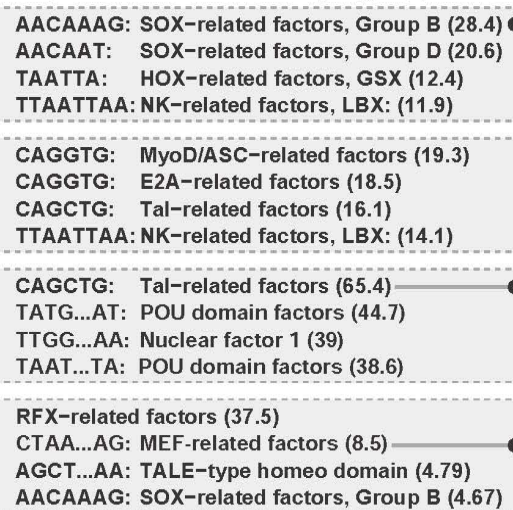 AACAAAG: SOX−related factors, Group B (28.4)
AACAAT: SOX−related factors, Group D (20.6)
TAATTA: HOX−related factors, GSX (12.4)
TTAATTAA: NK−related factors, LBX: (11.9)
CAGGTG: MyoD/ASC−related factors (19.3)
CAGGTG: E2A−related factors (18.5)
CAGCTG: Tal−related factors (16.1)
TTAATTAA: NK−related factors, LBX: (14.1)
CAGCTG: Tal−related factors (65.4)
TATG...AT: POU domain factors (44.7)
TTGG...AA: Nuclear factor 1 (39)
TAAT...TA: POU domain factors (38.6)
RFX−related factors (37.5)
CTAA...AG: MEF-related factors (8.5)
AGCT...AA: TALE−type homeo domain (4.79)
AACAAAG: SOX−related factors, Group B (4.67)